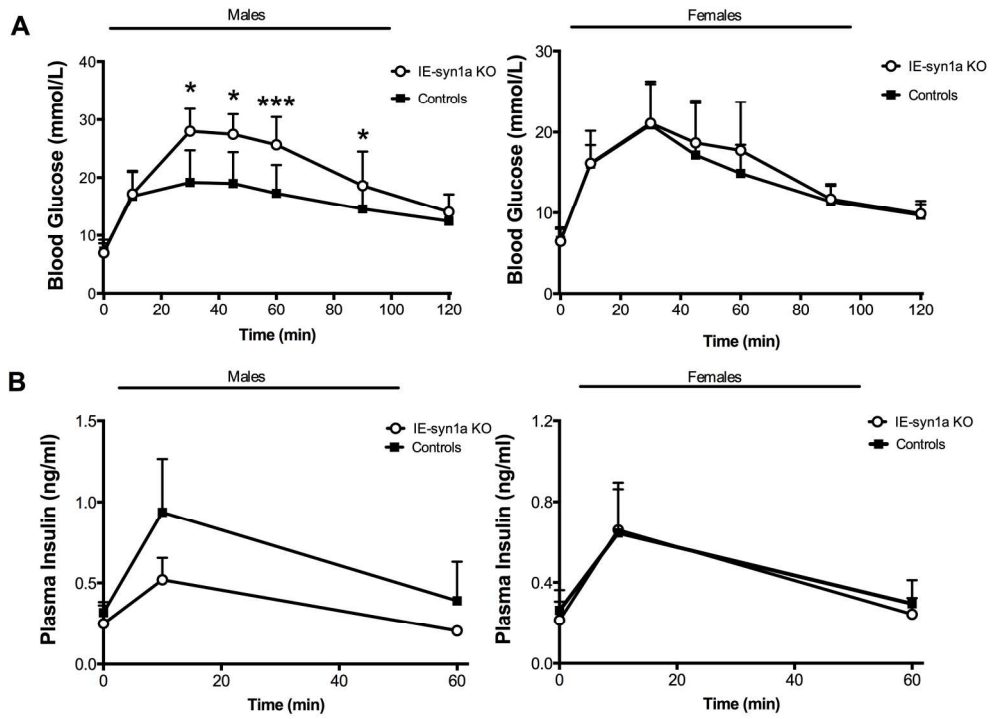 A
Males
Females
Blood Glucose (mmol/L)
40
30
20
10
0
* * *** *
IE-syn1a KO
Controls
0 20 40 60 80 100 120
Time (min)
Blood Glucose (mmol/L)
30
20
10
0
IE-syn1a KO
Controls
0 20 40 60 80 100 120
Time (min)
B
Males
Females
Plasma Insulin (ng/ml)
1.5
1.0
0.5
0.0
IE-syn1a KO
Controls
0 20 40 60
Time (min)
Plasma Insulin (ng/ml)
1.2
0.8
0.4
0.0
IE-syn1a KO
Controls
0 20 40 60
Time (min)